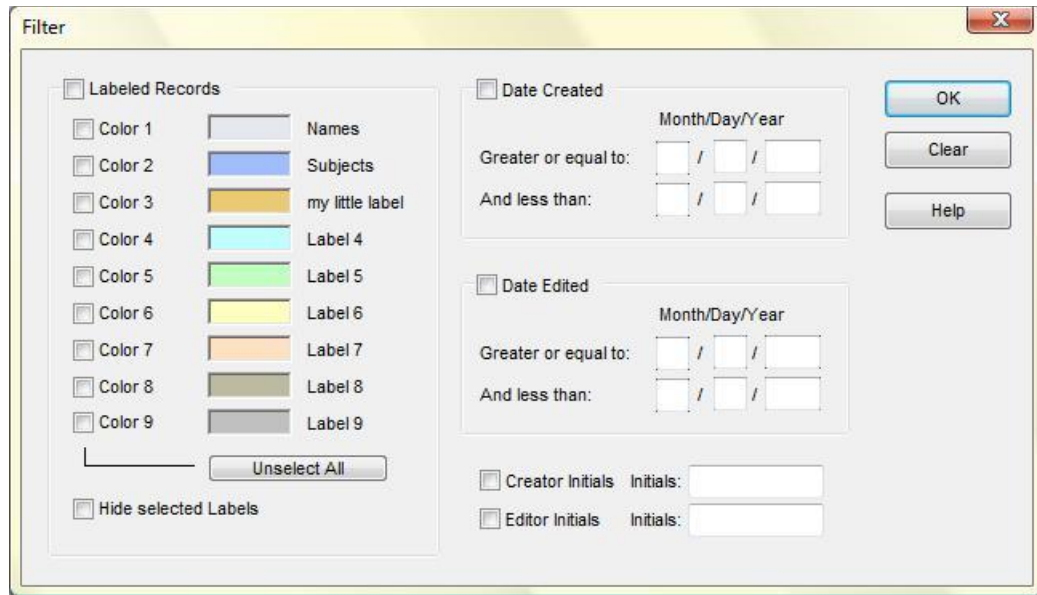 Filter
Labeled Records
Color 1 Names
Color 2 Subjects
Color 3 my little label
Color 4 Label 4
Color 5 Label 5
Color 6 Label 6
Color 7 Label 7
Color 8 Label 8
Color 9 Label 9
Unselect All
Hide selected Labels
Date Created
Month/Day/Year
Greater or equal to: / /
And less than: / /
Date Edited
Month/Day/Year
Greater or equal to: / /
And less than: / /
Creator Initials Initials:
Editor Initials Initials:
OK
Clear
Help